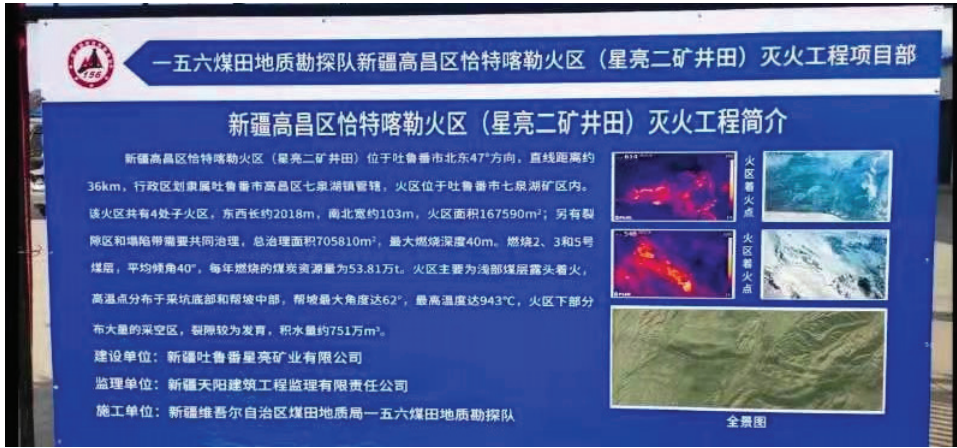 156
一五六煤田地质勘探队新疆高昌区恰特喀勒火区（星亮二矿井田）灭火工程项目部
新疆高昌区恰特喀勒火区（星亮二矿井田）灭火工程简介
新疆高昌区恰特喀勒火区（星亮二矿井田）位于吐鲁番市北东47°方向，直线距离约
36km，行政区划隶属吐鲁番市高昌区七泉湖镇管辖，火区位于吐鲁番市七泉湖矿区内。
该火区共有4处子火区，东西长约2018m，南北宽约103m，火区面积167590m²；另有裂
隙区和塌陷带需要共同治理，总治理面积705810m²，最大燃烧深度40m。燃烧2、3和5号
煤层，平均倾角40°，每年燃烧的煤炭资源量为53.81万t。火区主要为浅部煤层露头着火，
高温点分布于采坑底部和帮坡中部，帮坡最大角度达62°，最高温度达943℃，火区下部分
布大量的采空区，裂隙较为发育，积水量约751万m³。
建设单位：新疆吐鲁番星亮矿业有限公司
监理单位：新疆天阳建筑工程监理有限责任公司
施工单位：新疆维吾尔自治区煤田地质局一五六煤田地质勘探队
火区着火点
火区着火点
全景图